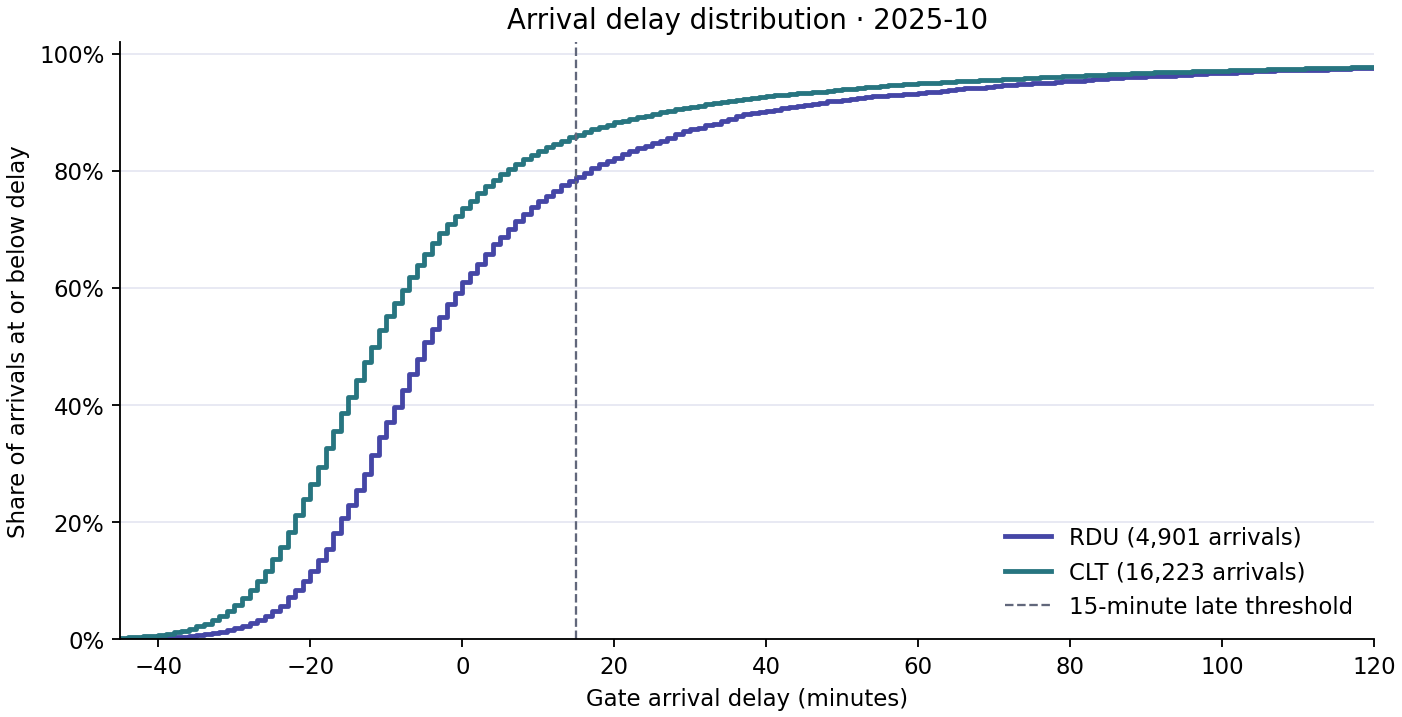 Arrival delay distribution · 2025-10
Share of arrivals at or below delay
100%
80%
60%
40%
20%
0%
−40
−20
0
20
40
60
80
100
120
Gate arrival delay (minutes)
RDU (4,901 arrivals)
CLT (16,223 arrivals)
15-minute late threshold